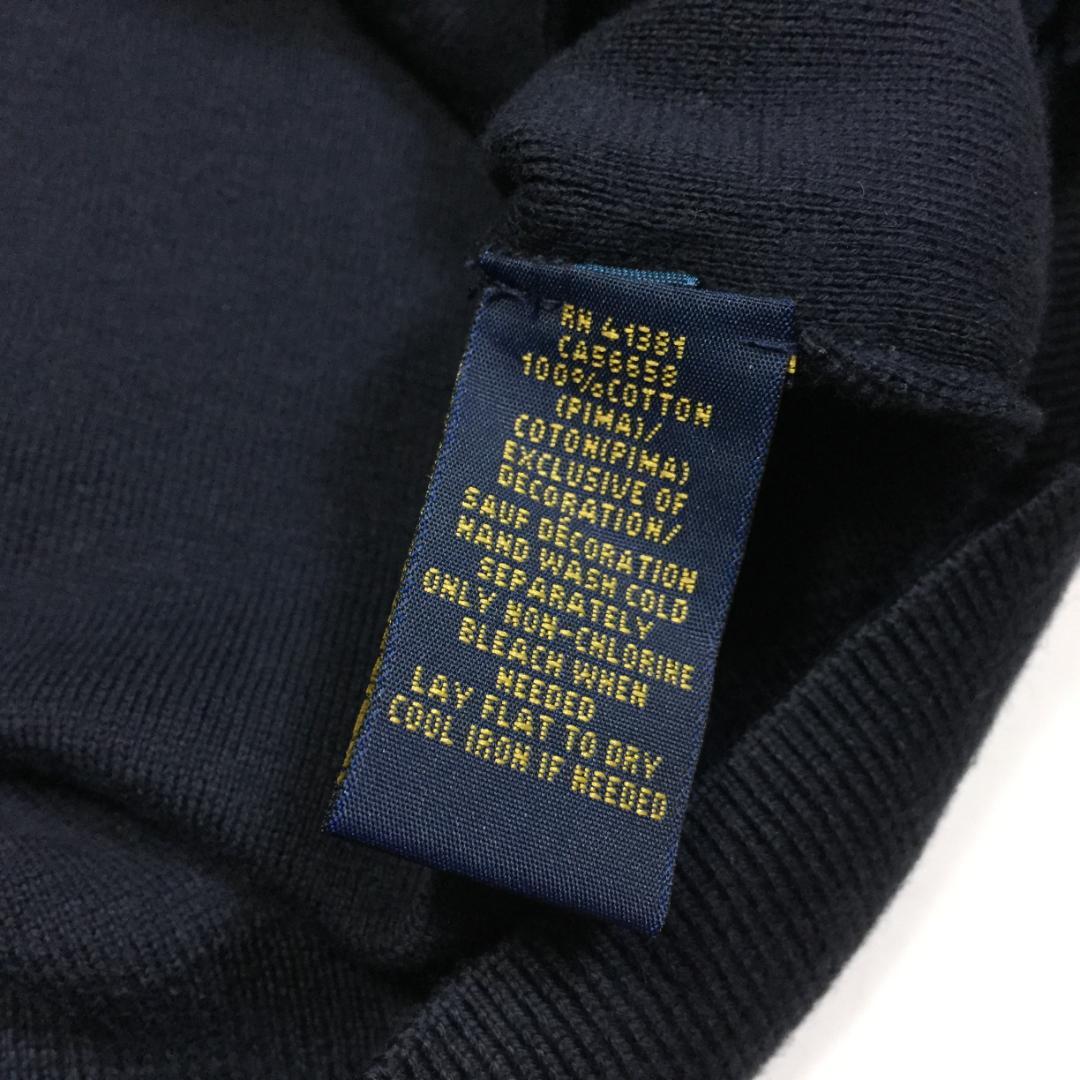 RN 41381
CA56658
100%COTTON
(PIMA)/
COTON(PIMA)
EXCLUSIVE OF
DECORATION/
SAUF DÉCORATION
HAND WASH COLD
SEPARATELY
ONLY NON-CHLORINE
BLEACH WHEN
NEEDED
LAY FLAT TO DRY
COOL IRON IF NEEDED